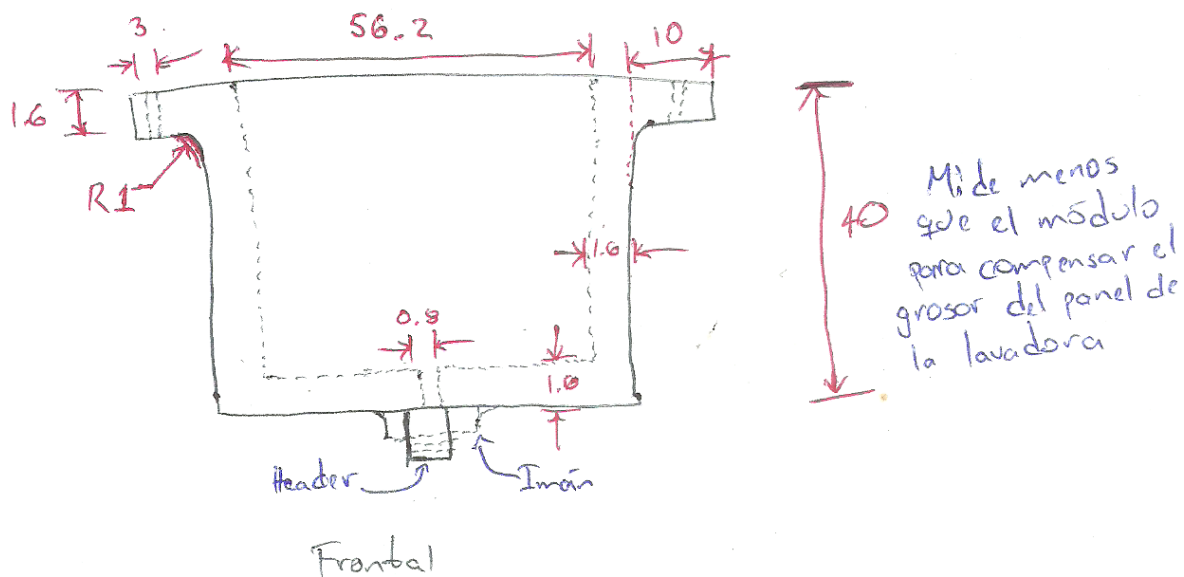 3
56.2
10
1.6
R1
40
Mide menos
que el módulo
para compensar el
grosor del panel de
la lavadora
1.6
0.8
1.6
Header
Imán
Frontal